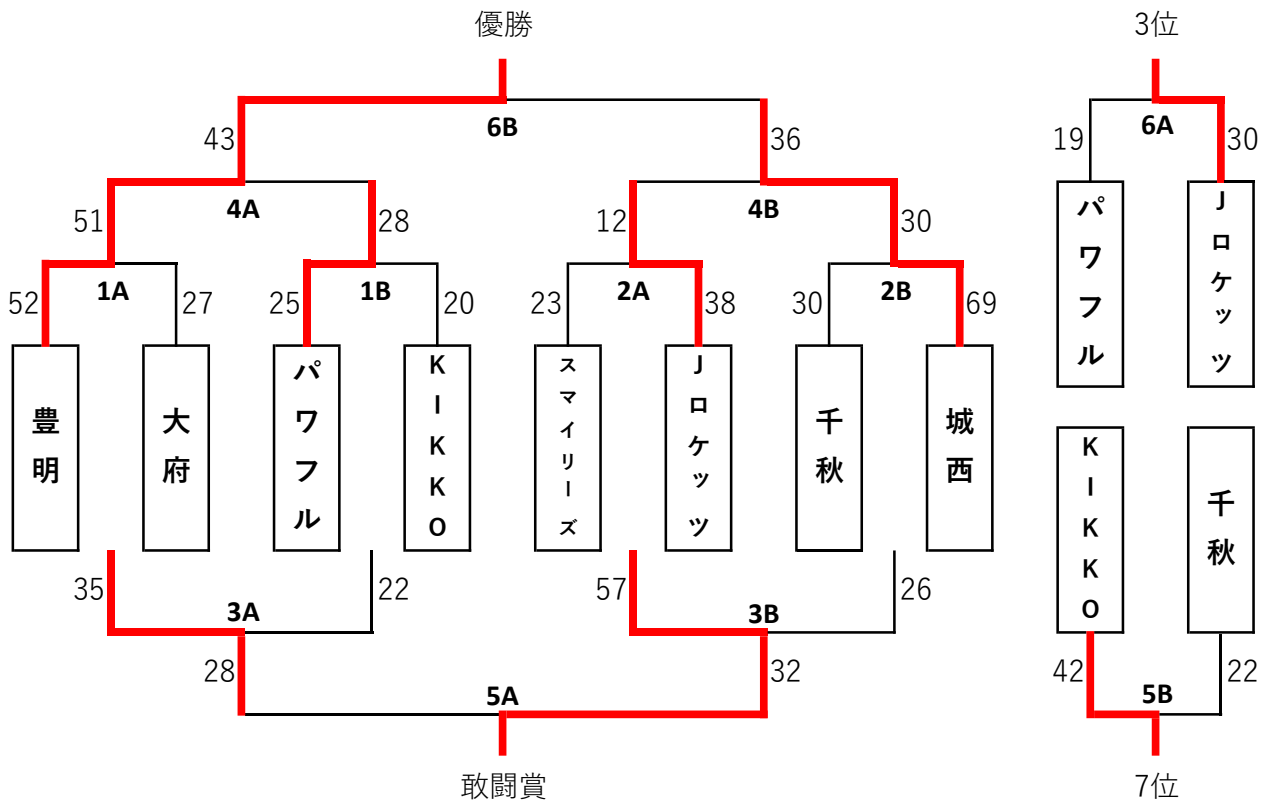 優勝 3位
6B 6A
43 36 19 30
4A 4B
51 28 12 30
1A 1B 2A 2B
52 27 25 20 23 38 30 69
パワフル
Jロケッツ
豊明
大府
パワフル
KIKKO
スマイリーズ
Jロケッツ
千秋
城西
KIKKO
千秋
35 22 57 26
3A 3B
28 32 42 22
5A 5B
敢闘賞 7位